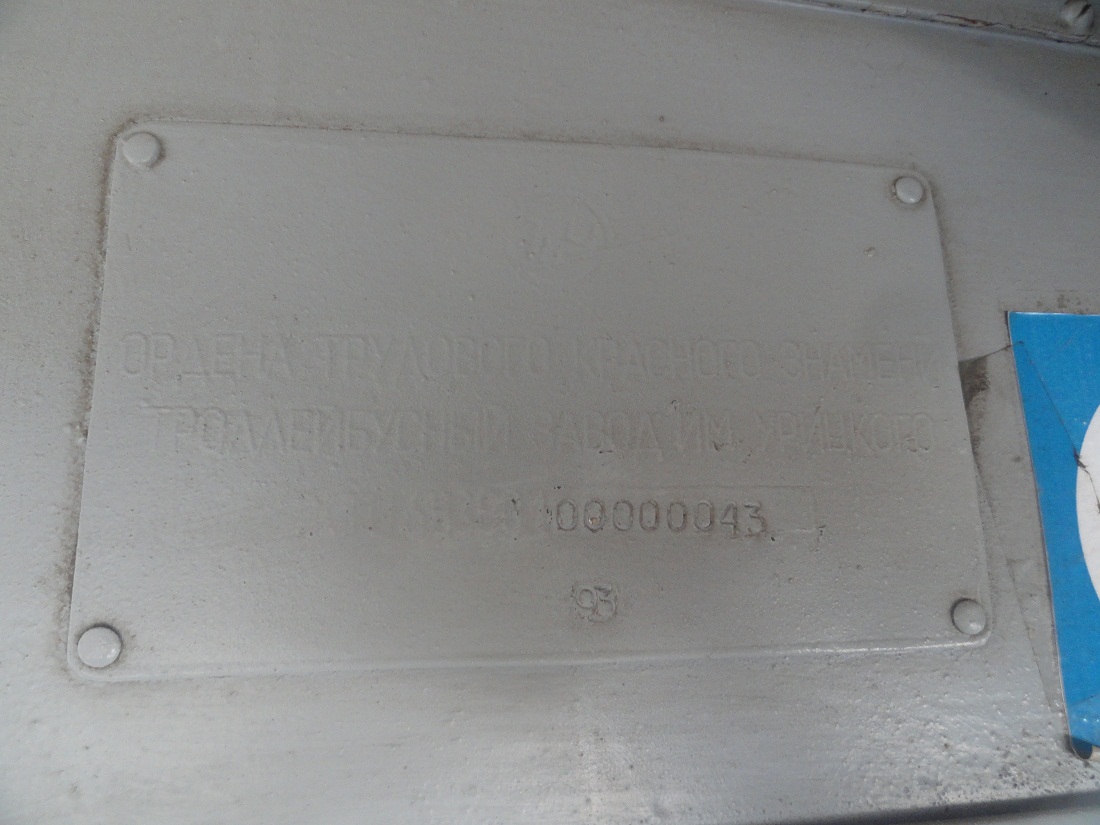 ОРДЕНА ТРУДОВОГО КРАСНОГО ЗНАМЕНИ
ТРОЛЛЕЙБУСНЫЙ ЗАВОД ИМ. УРИЦКОГО
00000043
93